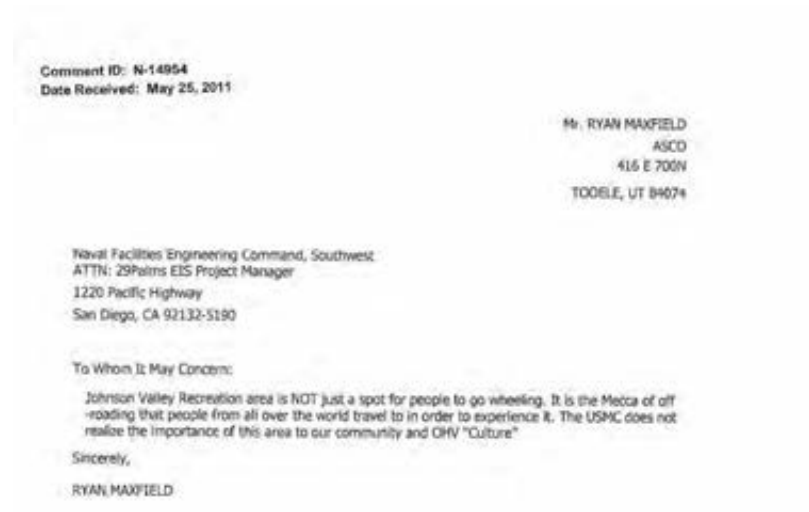 Comment ID: N-14954
Date Received: May 25, 2011
Mr. RYAN MAXFIELD
ASCO
416 E 700N
TOOELE, UT 84074
Naval Facilities Engineering Command, Southwest
ATTN: 29Palms EIS Project Manager
1220 Pacific Highway
San Diego, CA 92132-5190
To Whom It May Concern:
Johnson Valley Recreation area is NOT just a spot for people to go wheeling. It is the Mecca of off
-roading that people from all over the world travel to in order to experience it. The USMC does not
realize the importance of this area to our community and OHV "Culture"
Sincerely,
RYAN MAXFIELD